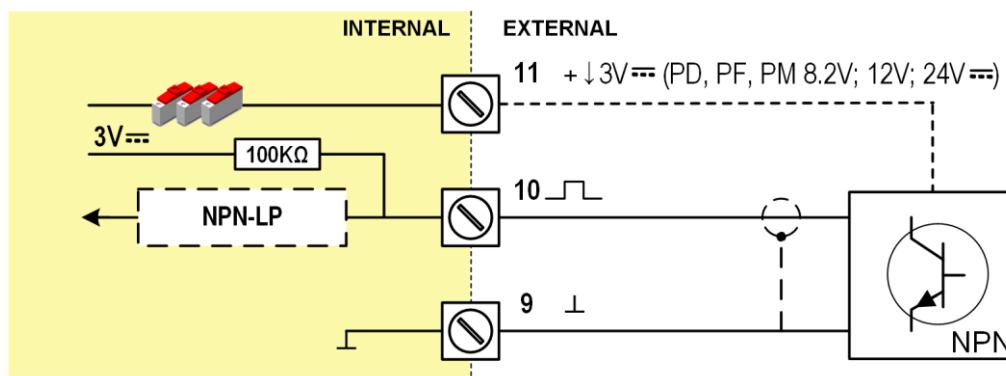 INTERNAL EXTERNAL
11 + ↓ 3V⎓ (PD, PF, PM 8.2V; 12V; 24V⎓)
3V⎓
100KΩ
10
NPN-LP
9
NPN